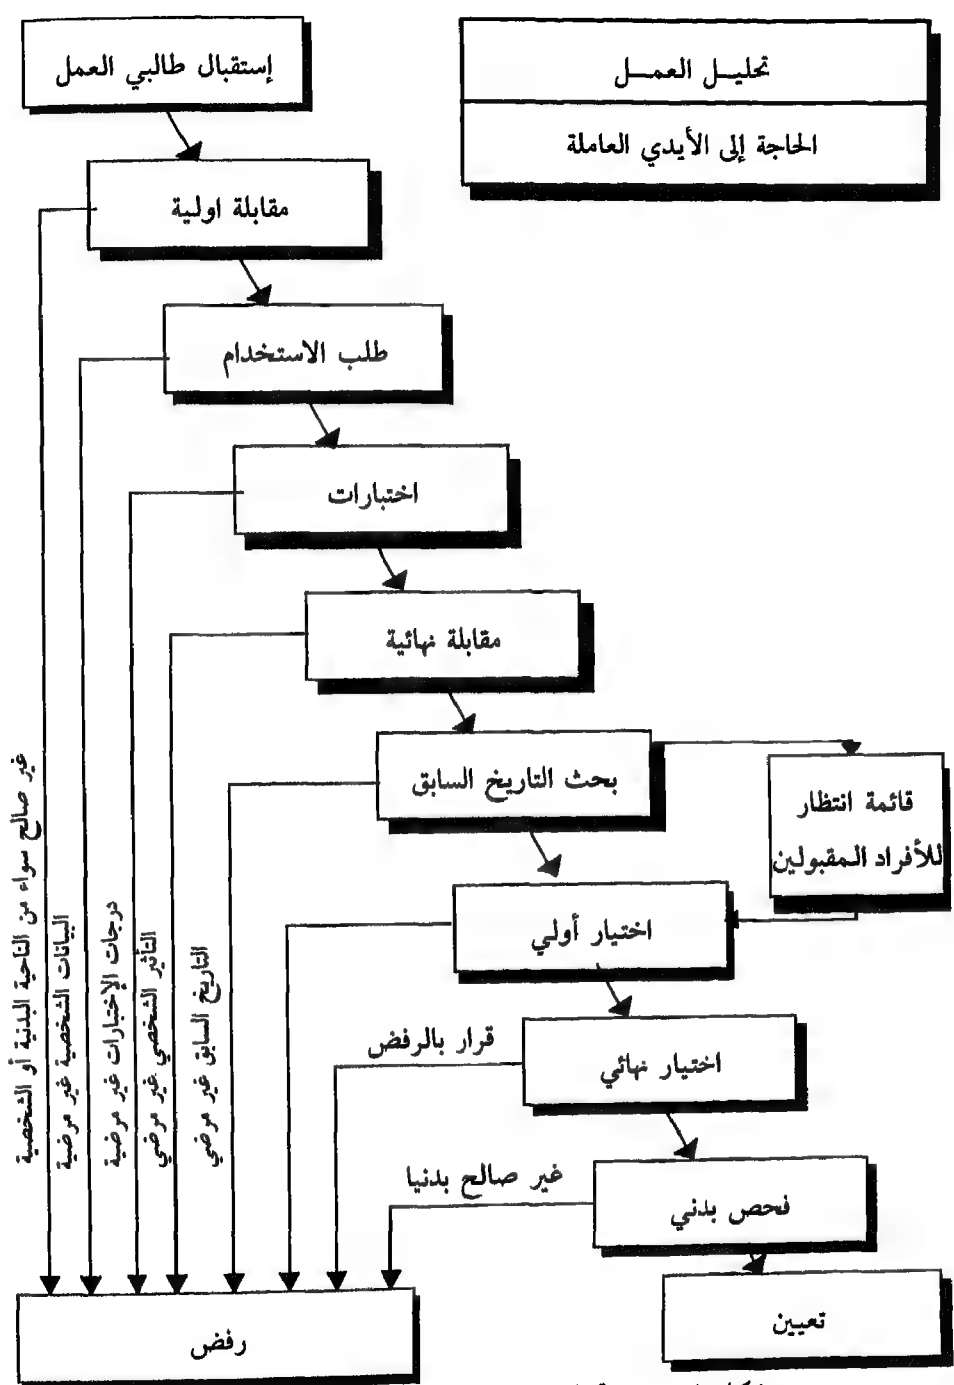 إستقبال طالبي العمل
تحليل العمل
الحاجة إلى الأيدي العاملة
مقابلة اولية
طلب الاستخدام
اختبارات
مقابلة نهائية
بحث التاريخ السابق
قائمة انتظار
للأفراد المقبولين
اختيار أولي
اختيار نهائي
قرار بالرفض
فحص بدني
غير صالح بدنيا
تعيين
رفض
غير صالح سواء من الناحية البدنية أو الشخصية
البيانات الشخصية غير مرضية
درجات الإختبارات غير مرضية
التأثير الشخصي غير مرضي
التاريخ السابق غير مرضي